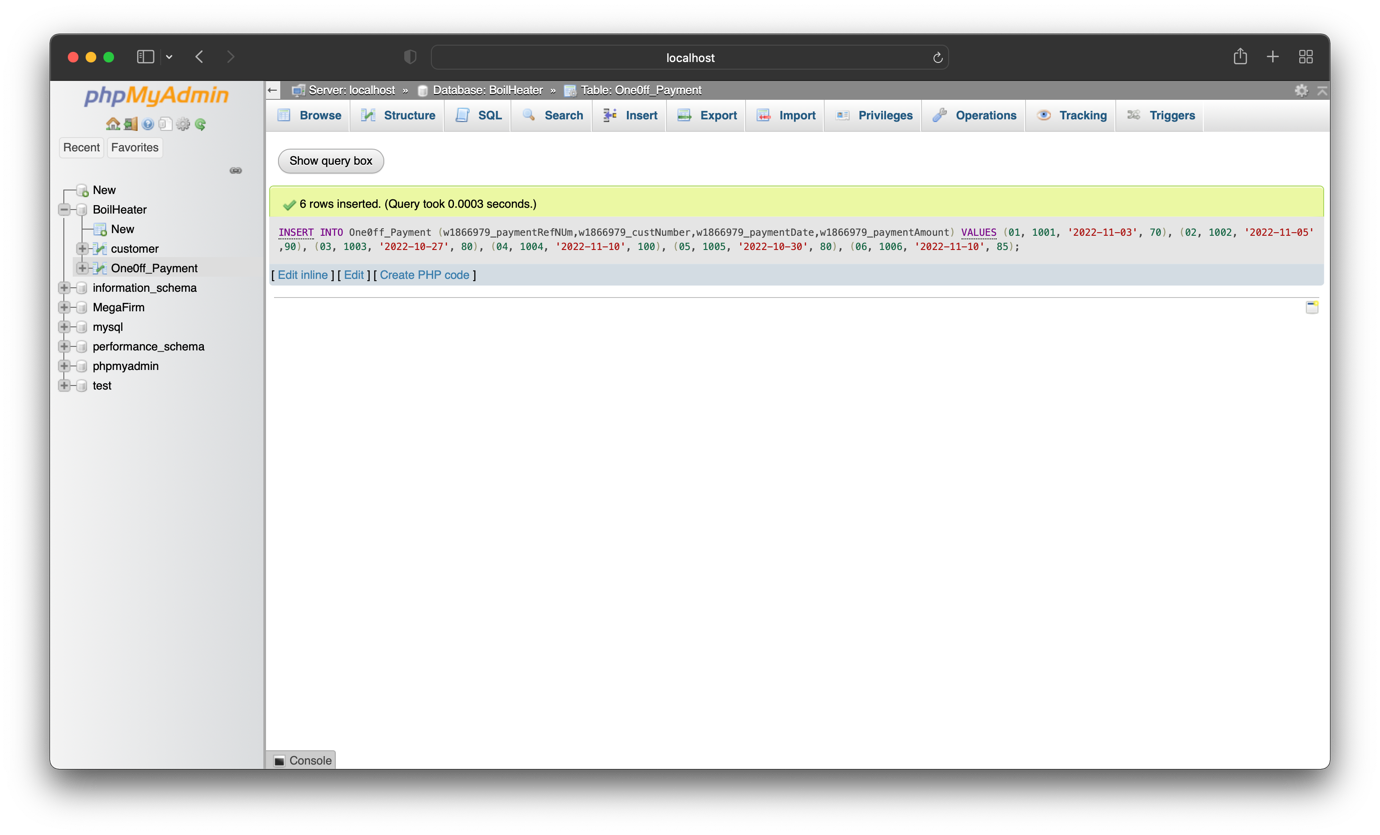 localhost
phpMyAdmin
Recent Favorites
New
BoilHeater
New
customer
One0ff_Payment
information_schema
MegaFirm
mysql
performance_schema
phpmyadmin
test
Server: localhost » Database: BoilHeater » Table: One0ff_Payment
Browse Structure SQL Search Insert Export Import Privileges Operations Tracking Triggers
Show query box
6 rows inserted. (Query took 0.0003 seconds.)
INSERT INTO One0ff_Payment (w1866979_paymentRefNUm,w1866979_custNumber,w1866979_paymentDate,w1866979_paymentAmount) VALUES (01, 1001, '2022-11-03', 70), (02, 1002, '2022-11-05'
,90), (03, 1003, '2022-10-27', 80), (04, 1004, '2022-11-10', 100), (05, 1005, '2022-10-30', 80), (06, 1006, '2022-11-10', 85);
[ Edit inline ] [ Edit ] [ Create PHP code ]
Console